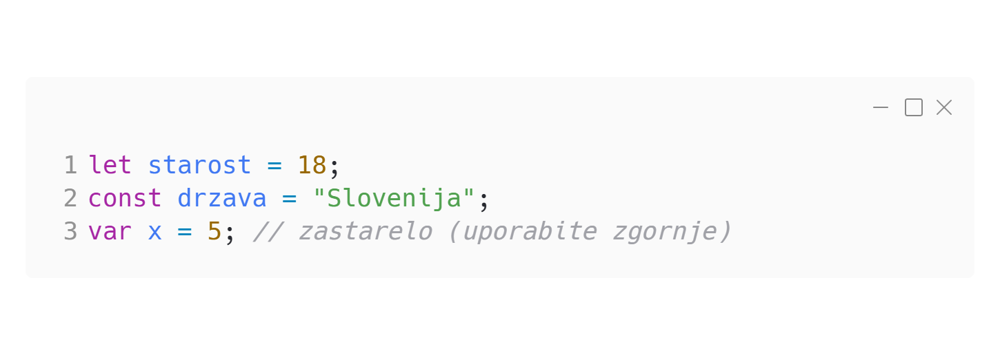 1 let starost = 18;
2 const drzava = "Slovenija";
3 var x = 5; // zastarelo (uporabite zgornje)